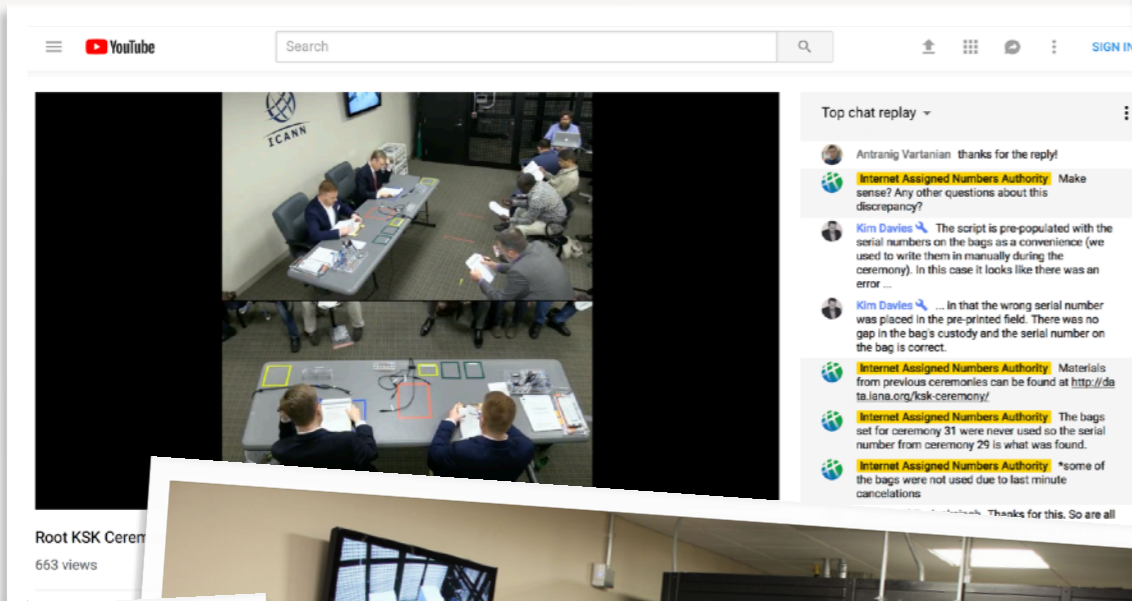 YouTube
Search
SIGN IN
ICANN
Top chat replay
Antranig Vartanian thanks for the reply!
Internet Assigned Numbers Authority Make
sense? Any other questions about this
discrepancy?
Kim Davies The script is pre-populated with the
serial numbers on the bags as a convenience (we
used to write them in manually during the
ceremony). In this case it looks like there was an
error ...
Kim Davies ... in that the wrong serial number
was placed in the pre-printed field. There was no
gap in the bag's custody and the serial number on
the bag is correct.
Internet Assigned Numbers Authority Materials
from previous ceremonies can be found at http://da
ta.iana.org/ksk-ceremony/
Internet Assigned Numbers Authority The bags
set for ceremony 31 were never used so the serial
number from ceremony 29 is what was found.
Internet Assigned Numbers Authority *some of
the bags were not used due to last minute
cancelations
Thanks for this. So are all
Root KSK Cerem
663 views